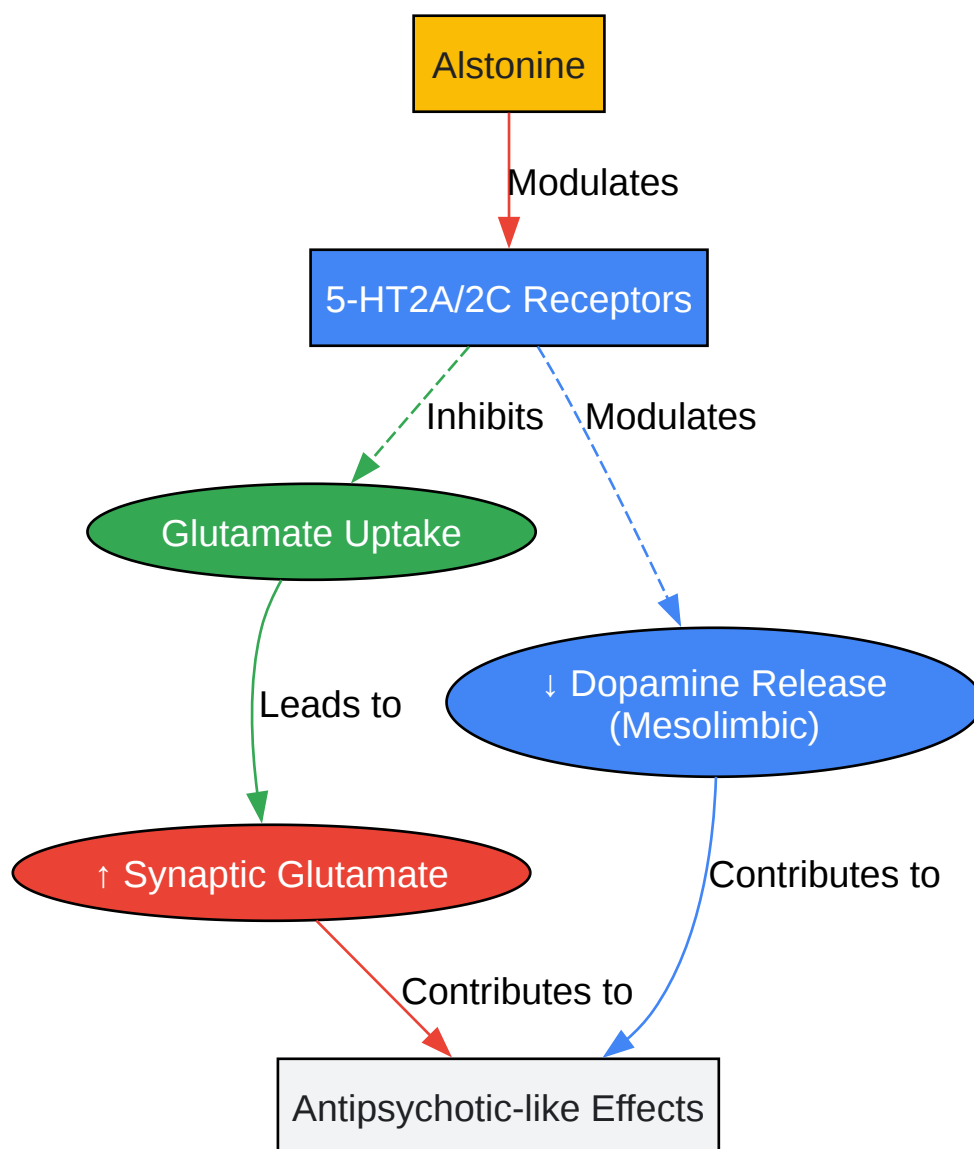 Alstonine
Modulates
5-HT2A/2C Receptors
Inhibits
Modulates
Glutamate Uptake
↓ Dopamine Release
(Mesolimbic)
Leads to
↑ Synaptic Glutamate
Contributes to
Contributes to
Antipsychotic-like Effects